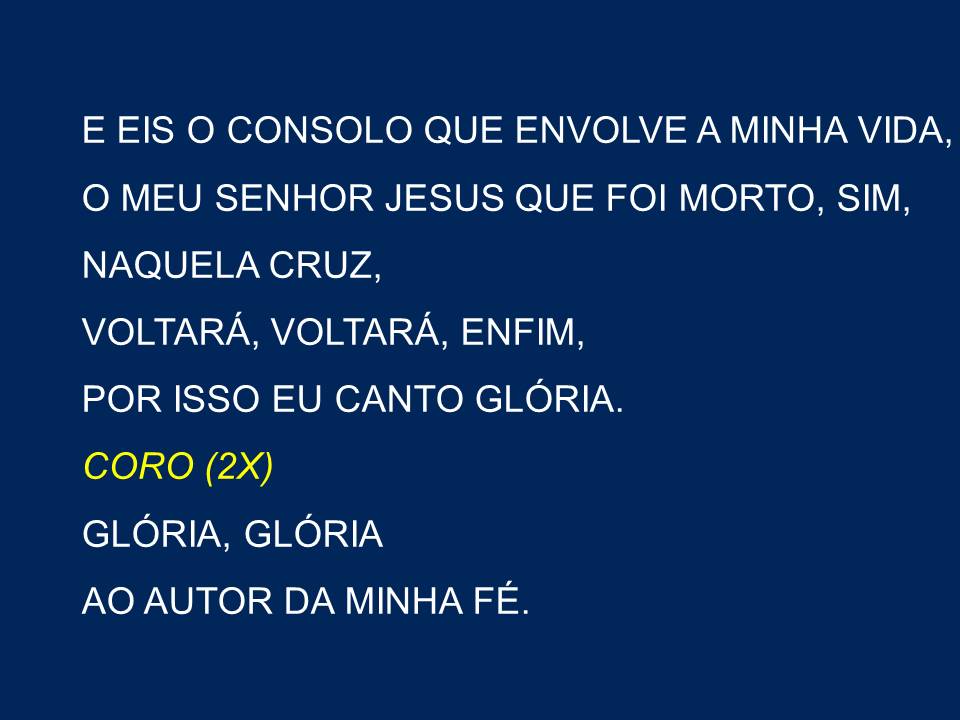 E EIS O CONSOLO QUE ENVOLVE A MINHA VIDA,
O MEU SENHOR JESUS QUE FOI MORTO, SIM,
NAQUELA CRUZ,
VOLTARÁ, VOLTARÁ, ENFIM,
POR ISSO EU CANTO GLÓRIA.
CORO (2X)
GLÓRIA, GLÓRIA
AO AUTOR DA MINHA FÉ.